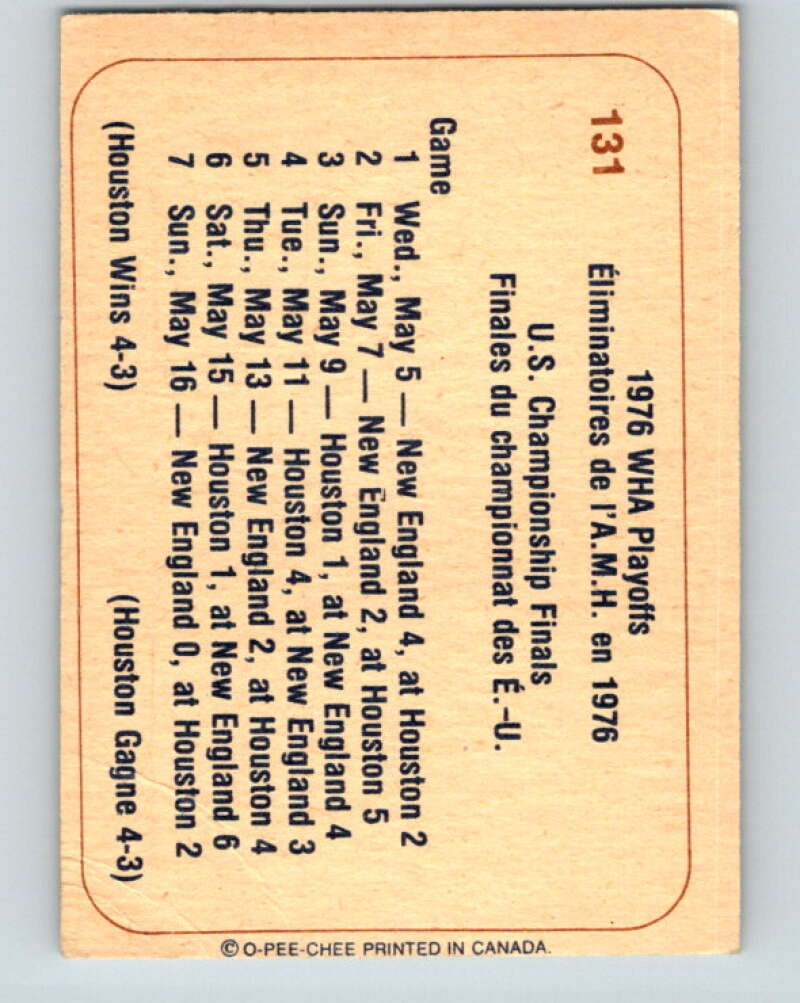 131
1976 WHA Playoffs
Éliminatoires de l'A.M.H. en 1976
U.S. Championship Finals
Finales du championnat des É.-U.
Game
1 Wed., May 5 — New England 4, at Houston 2
2 Fri., May 7 — New England 2, at Houston 5
3 Sun., May 9 — Houston 1, at New England 4
4 Tue., May 11 — Houston 4, at New England 3
5 Thu., May 13 — New England 2, at Houston 4
6 Sat., May 15 — Houston 1, at New England 6
7 Sun., May 16 — New England 0, at Houston 2
(Houston Wins 4-3) (Houston Gagne 4-3)
© O-PEE-CHEE PRINTED IN CANADA.